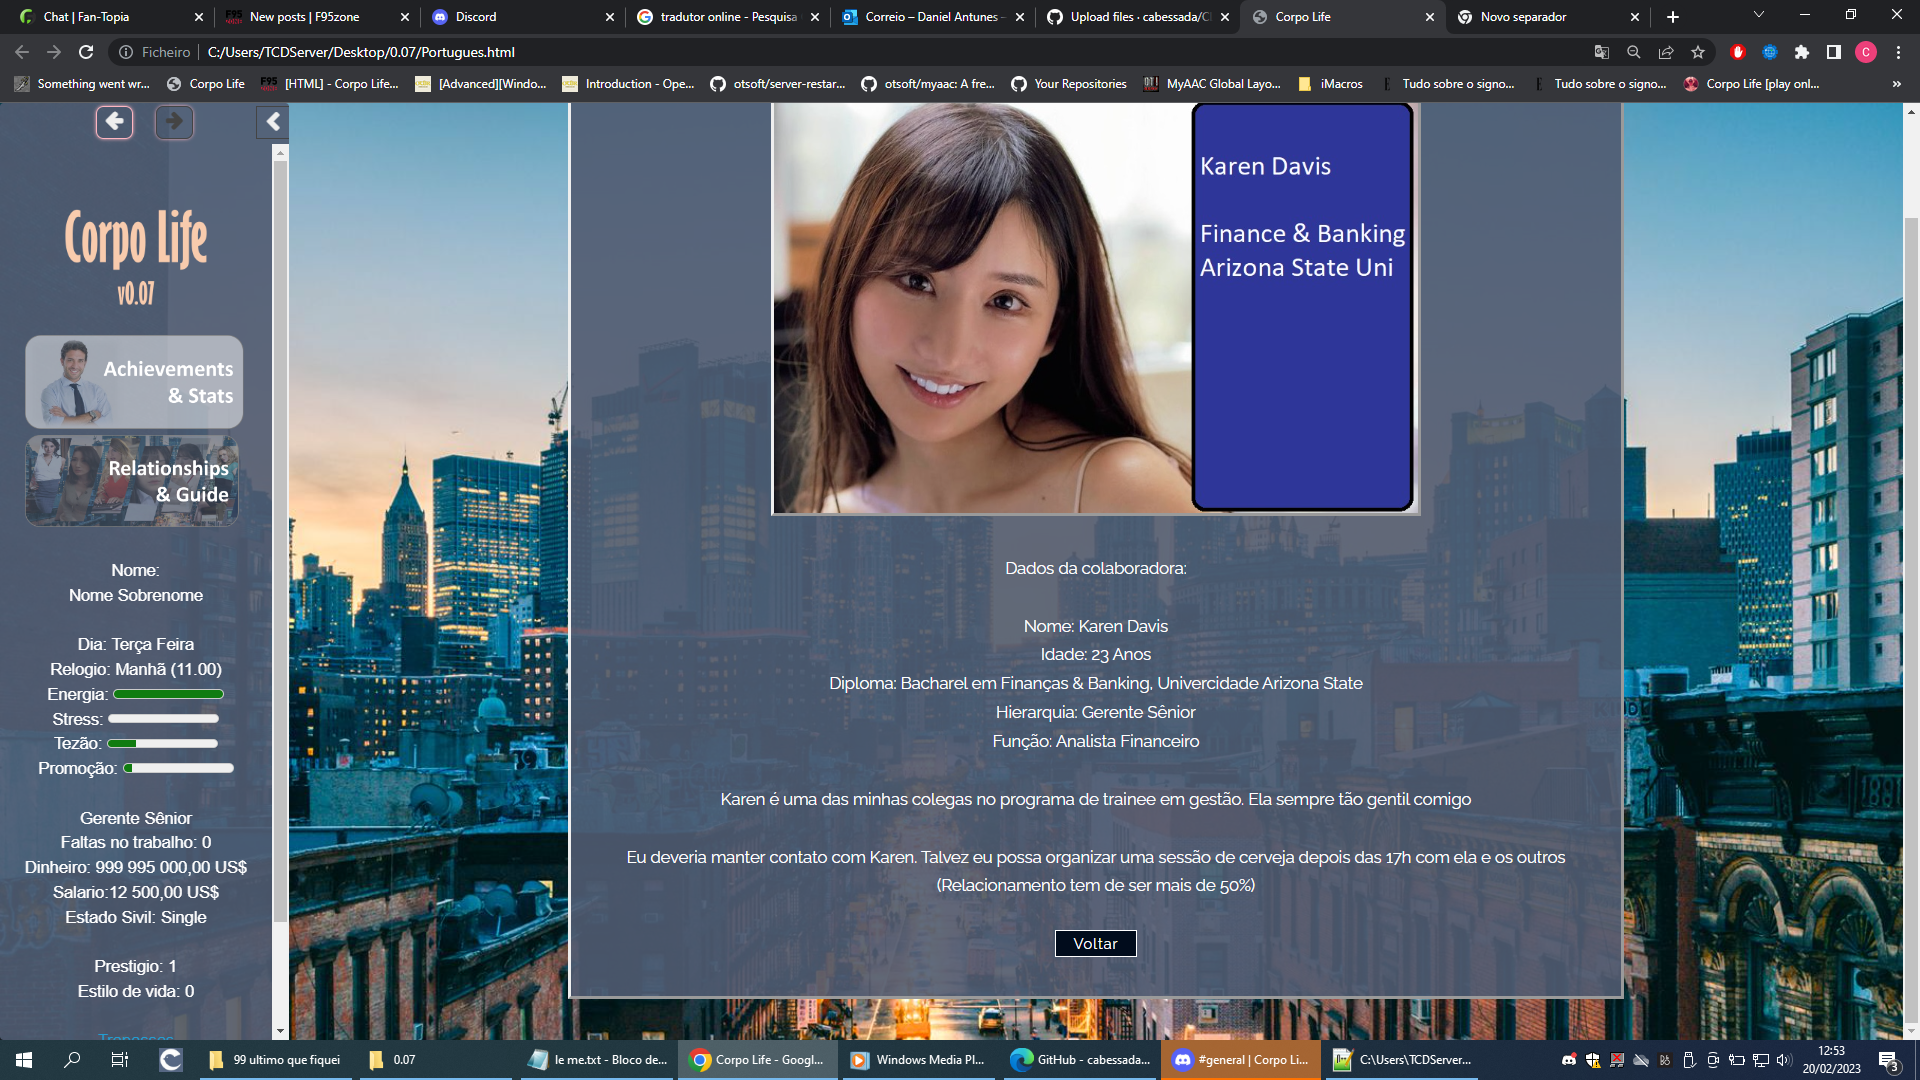 Chat | Fan-Topia
New posts | F95zone
Discord
tradutor online - Pesquisa
Correio – Daniel Antunes –
Upload files · cabessada/C
Corpo Life
Novo separador
Ficheiro
C:/Users/TCDServer/Desktop/0.07/Portugues.html
Something went wr...
Corpo Life
[HTML] - Corpo Life...
[Advanced][Windo...
Introduction - Ope...
otsoft/server-restar...
otsoft/myaac: A fre...
Your Repositories
MyAAC Global Layo...
iMacros
Tudo sobre o signo...
Tudo sobre o signo...
Corpo Life [play onl...
»
Corpo Life
v0.07
Achievements
& Stats
Relationships
& Guide
Nome:
Nome Sobrenome
Dia: Terça Feira
Relogio: Manhã (11.00)
Energia:
Stress:
Tezão:
Promoção:
Gerente Sênior
Faltas no trabalho: 0
Dinheiro: 999 995 000,00 US$
Salario:12 500,00 US$
Estado Sivil: Single
Prestigio: 1
Estilo de vida: 0
Karen Davis
Finance & Banking
Arizona State Uni
Dados da colaboradora:
Nome: Karen Davis
Idade: 23 Anos
Diploma: Bacharel em Finanças & Banking, Univercidade Arizona State
Hierarquia: Gerente Sênior
Função: Analista Financeiro
Karen é uma das minhas colegas no programa de trainee em gestão. Ela sempre tão gentil comigo
Eu deveria manter contato com Karen. Talvez eu possa organizar uma sessão de cerveja depois das 17h com ela e os outros
(Relacionamento tem de ser mais de 50%)
Voltar
99 ultimo que fiquei
0.07
le me.txt - Bloco de...
Corpo Life - Googl...
Windows Media Pl...
GitHub - cabessada...
#general | Corpo Li...
C:\Users\TCDServer...
12:53
20/02/2023
3